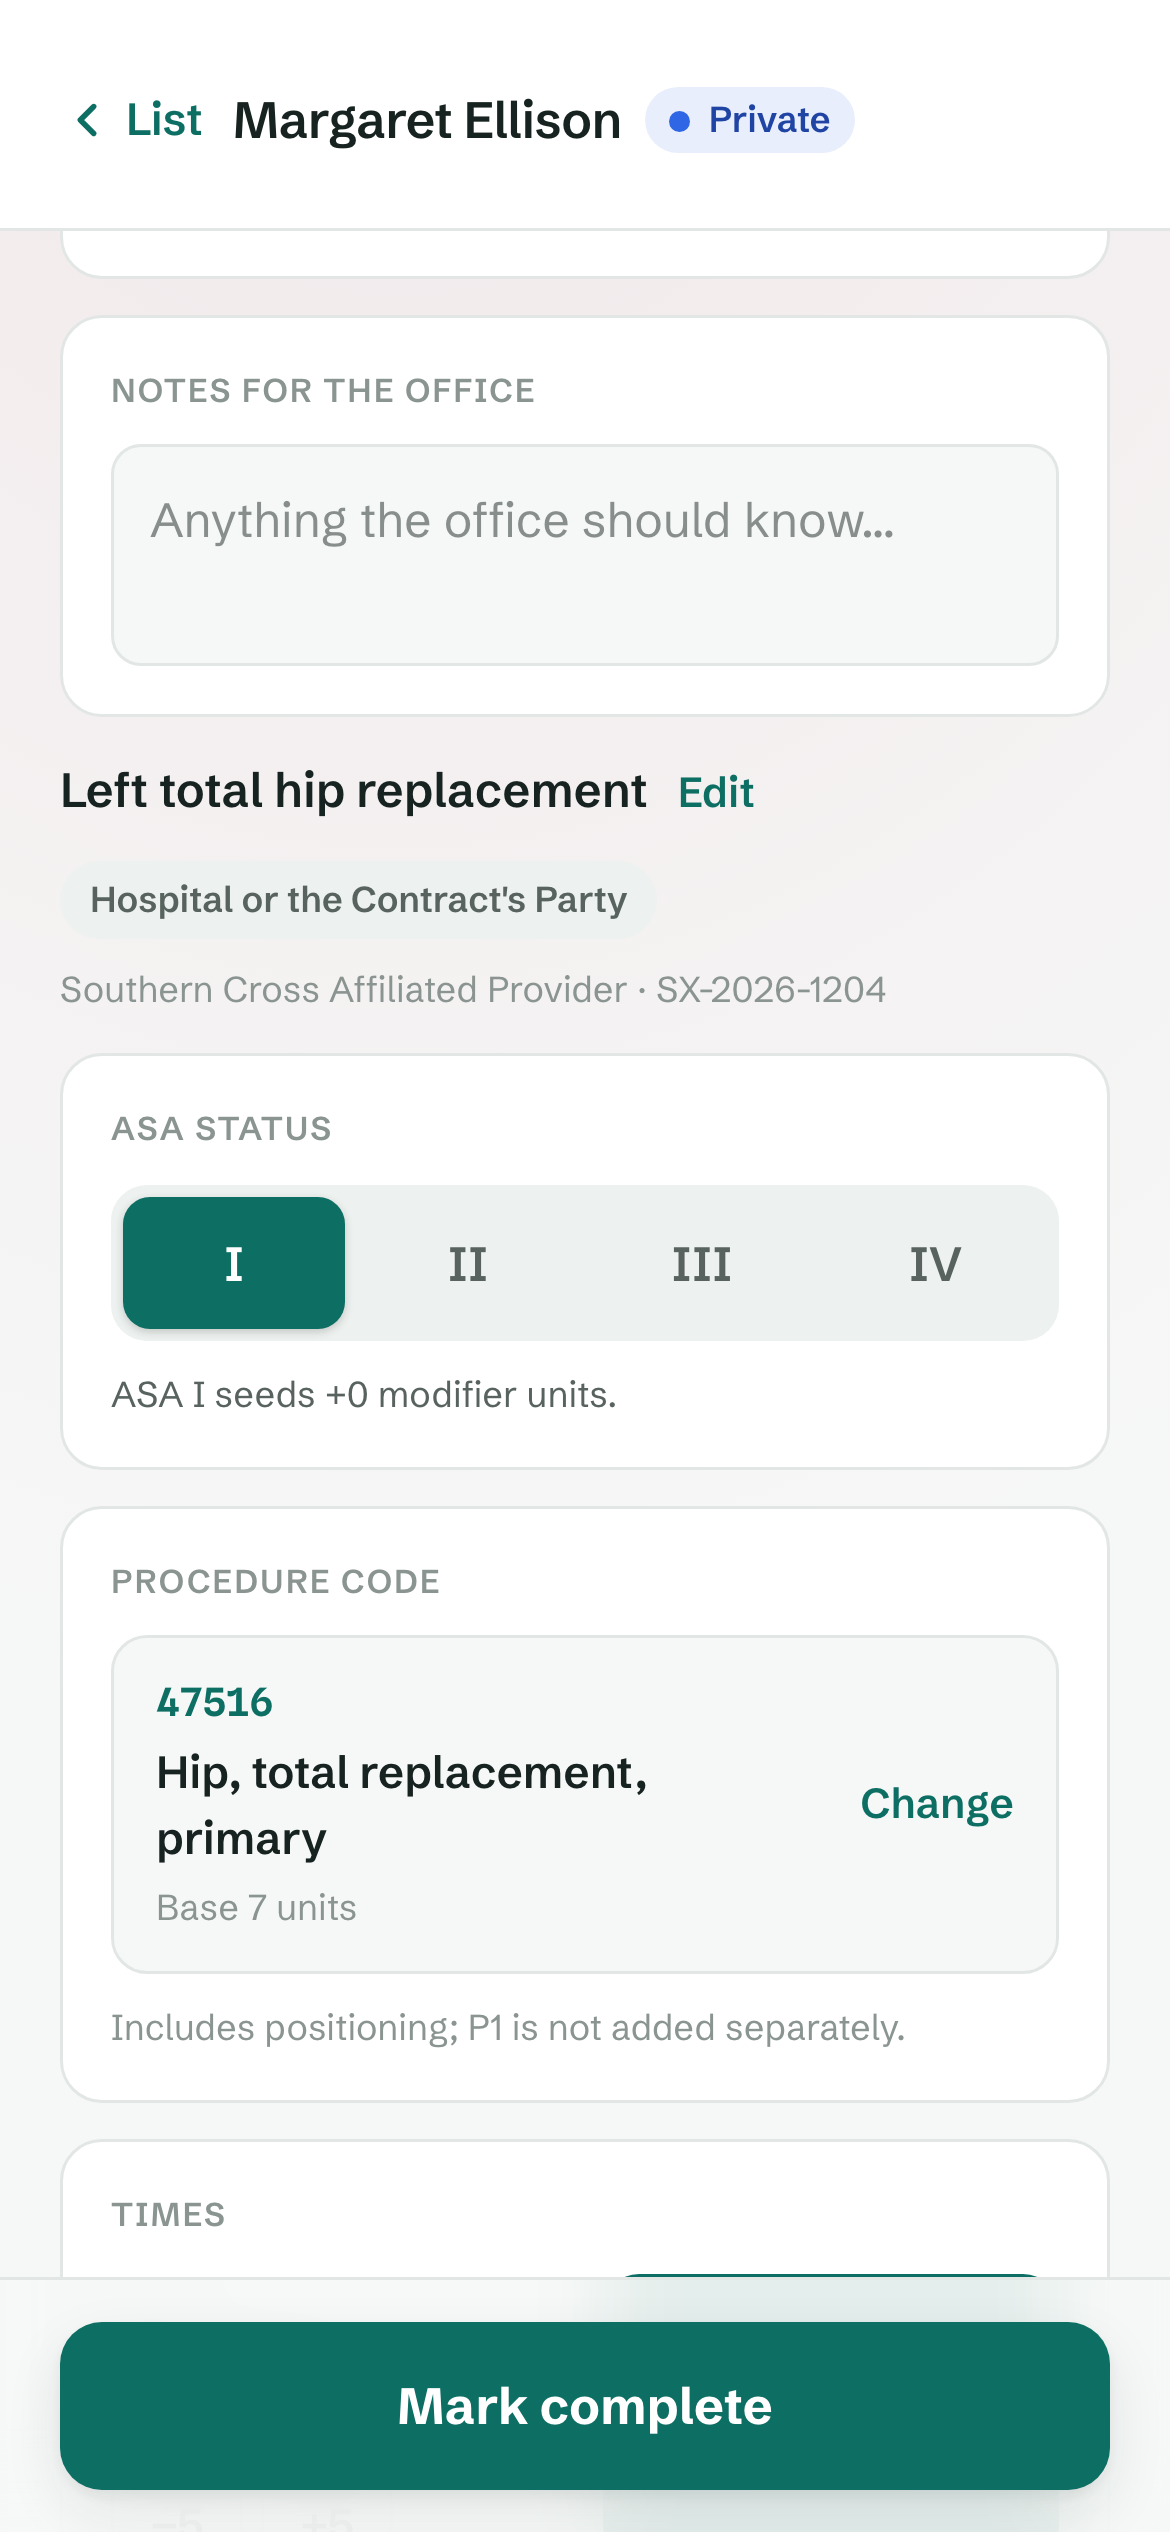 List Margaret Ellison Private
NOTES FOR THE OFFICE
Anything the office should know...
Left total hip replacement Edit
Hospital or the Contract's Party
Southern Cross Affiliated Provider · SX-2026-1204
ASA STATUS
I II III IV
ASA I seeds +0 modifier units.
PROCEDURE CODE
47516
Hip, total replacement,
primary
Change
Base 7 units
Includes positioning; P1 is not added separately.
TIMES
Mark complete
−5 +5